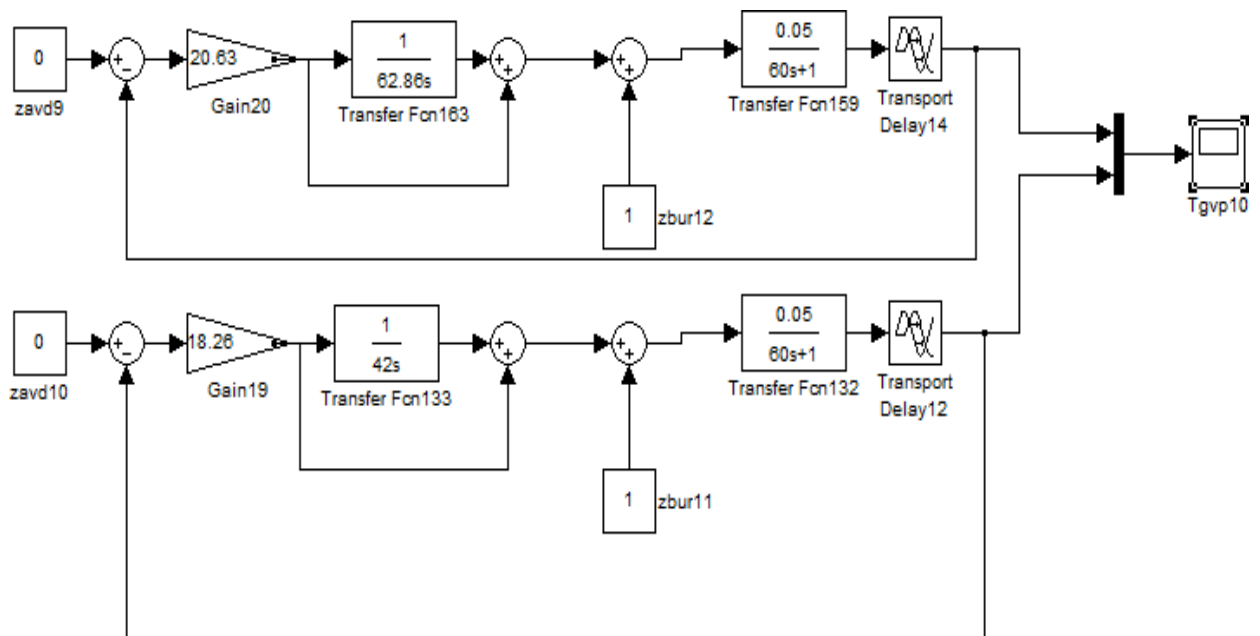 0
zavd9
+
−
20.63
Gain20
1
62.86s
Transfer Fcn163
+
+
+
+
1
zbur12
0.05
60s+1
Transfer Fcn159
Transport
Delay14
Tgvp10
0
zavd10
+
−
18.26
Gain19
1
42s
Transfer Fcn133
+
+
+
+
1
zbur11
0.05
60s+1
Transfer Fcn132
Transport
Delay12